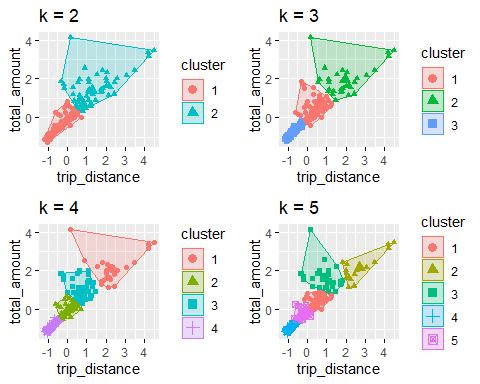 k = 2
total_amount
4
2
0
-1 0 1 2 3 4
trip_distance
cluster
1
2
k = 3
total_amount
4
2
0
-1 0 1 2 3 4
trip_distance
cluster
1
2
3
k = 4
total_amount
4
2
0
-1 0 1 2 3 4
trip_distance
cluster
1
2
3
4
k = 5
total_amount
4
2
0
-1 0 1 2 3 4
trip_distance
cluster
1
2
3
4
5